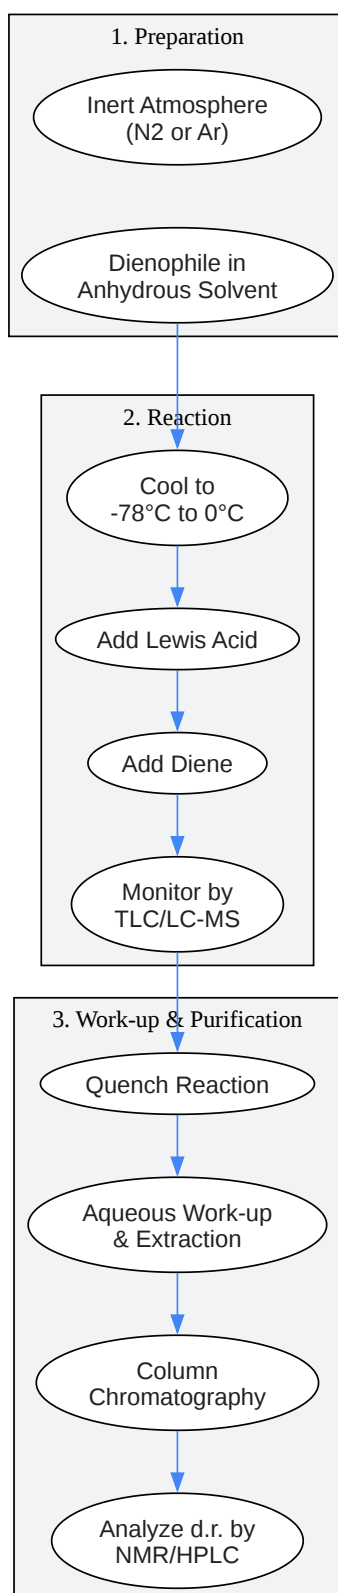 1. Preparation
Inert Atmosphere
(N2 or Ar)
Dienophile in
Anhydrous Solvent
2. Reaction
Cool to
-78°C to 0°C
Add Lewis Acid
Add Diene
Monitor by
TLC/LC-MS
3. Work-up & Purification
Quench Reaction
Aqueous Work-up
& Extraction
Column
Chromatography
Analyze d.r. by
NMR/HPLC